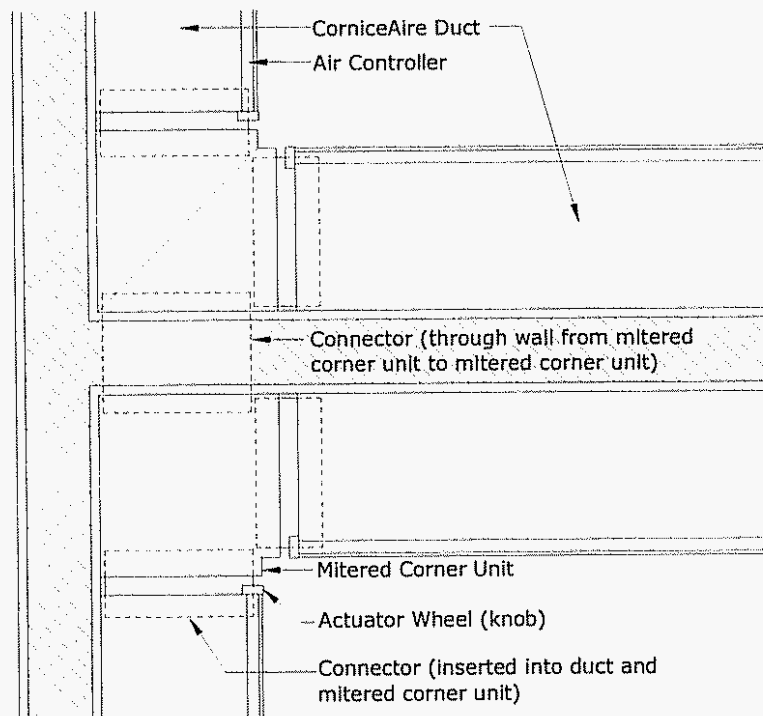 CorniceAire Duct
Air Controller
Connector (through wall from mitered
corner unit to mitered corner unit)
Mitered Corner Unit
Actuator Wheel (knob)
Connector (inserted into duct and
mitered corner unit)